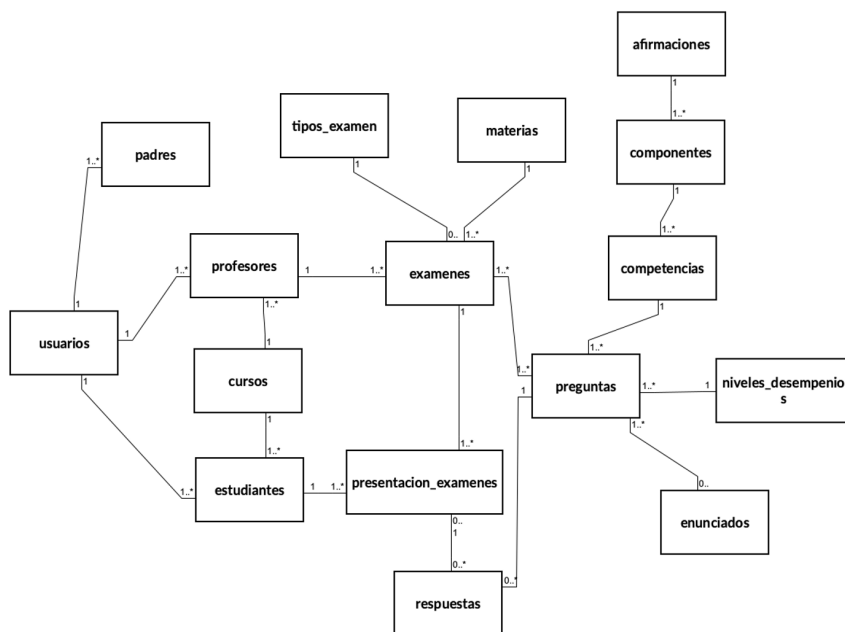 afirmaciones
1
1..*
tipos_examen
1
materias
1
componentes
1
padres
1..*
1..*
0..
1..*
profesores
1..*
1
1..*
examenes
1..*
competencias
1..*
1
1
1
usuarios
1
1
1
1..*
cursos
1
1..*
1..*
1
preguntas
1..*
1
niveles_desempenio
s
1..*
1..*
1..*
estudiantes
1
1..*
presentacion_examenes
1..*
0..
enunciados
0..
1
0..*
0..*
respuestas